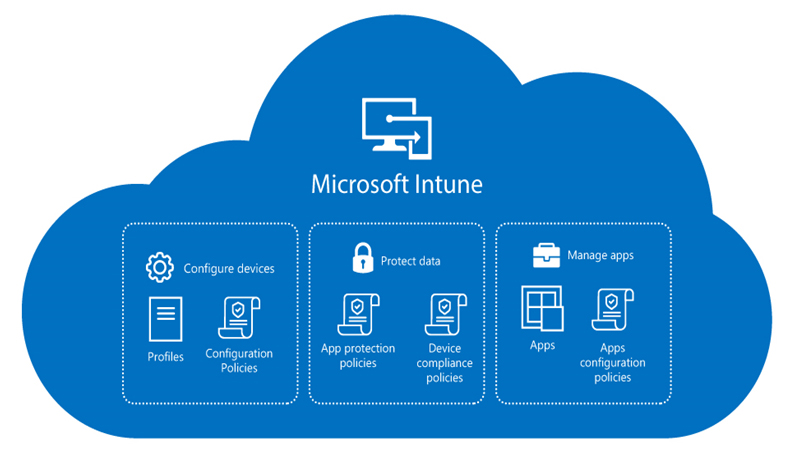 Microsoft Intune
Configure devices
Profiles
Configuration
Policies
Protect data
App protection
policies
Device
compliance
policies
Manage apps
Apps
Apps
configuration
policies